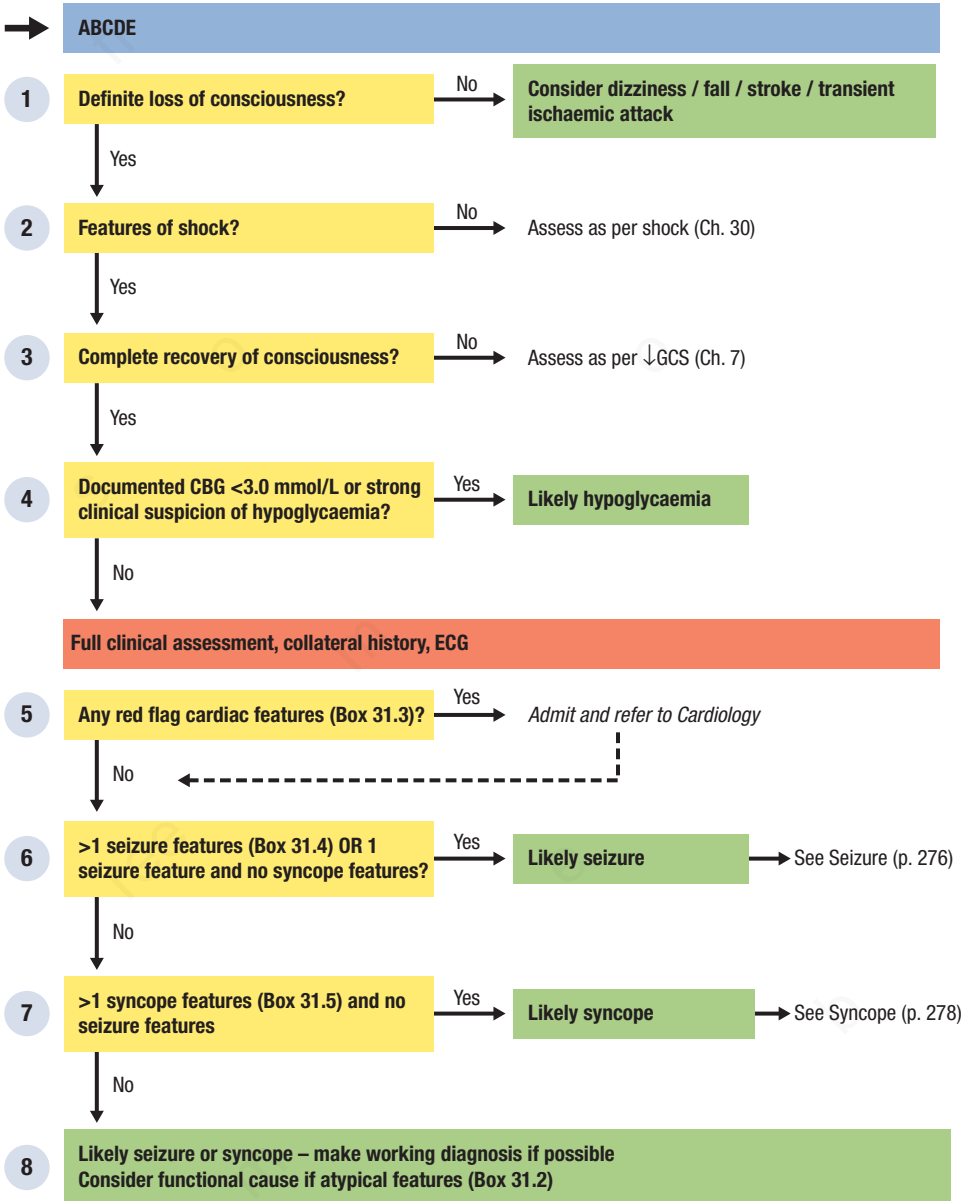 ABCDE
1
Definite loss of consciousness?
No
Consider dizziness / fall / stroke / transient
ischaemic attack
Yes
2
Features of shock?
No
Assess as per shock (Ch. 30)
Yes
3
Complete recovery of consciousness?
No
Assess as per ↓GCS (Ch. 7)
Yes
4
Documented CBG <3.0 mmol/L or strong
clinical suspicion of hypoglycaemia?
Yes
Likely hypoglycaemia
No
Full clinical assessment, collateral history, ECG
5
Any red flag cardiac features (Box 31.3)?
Yes
Admit and refer to Cardiology
No
6
>1 seizure features (Box 31.4) OR 1
seizure feature and no syncope features?
Yes
Likely seizure
See Seizure (p. 276)
No
7
>1 syncope features (Box 31.5) and no
seizure features
Yes
Likely syncope
See Syncope (p. 278)
No
8
Likely seizure or syncope – make working diagnosis if possible
Consider functional cause if atypical features (Box 31.2)